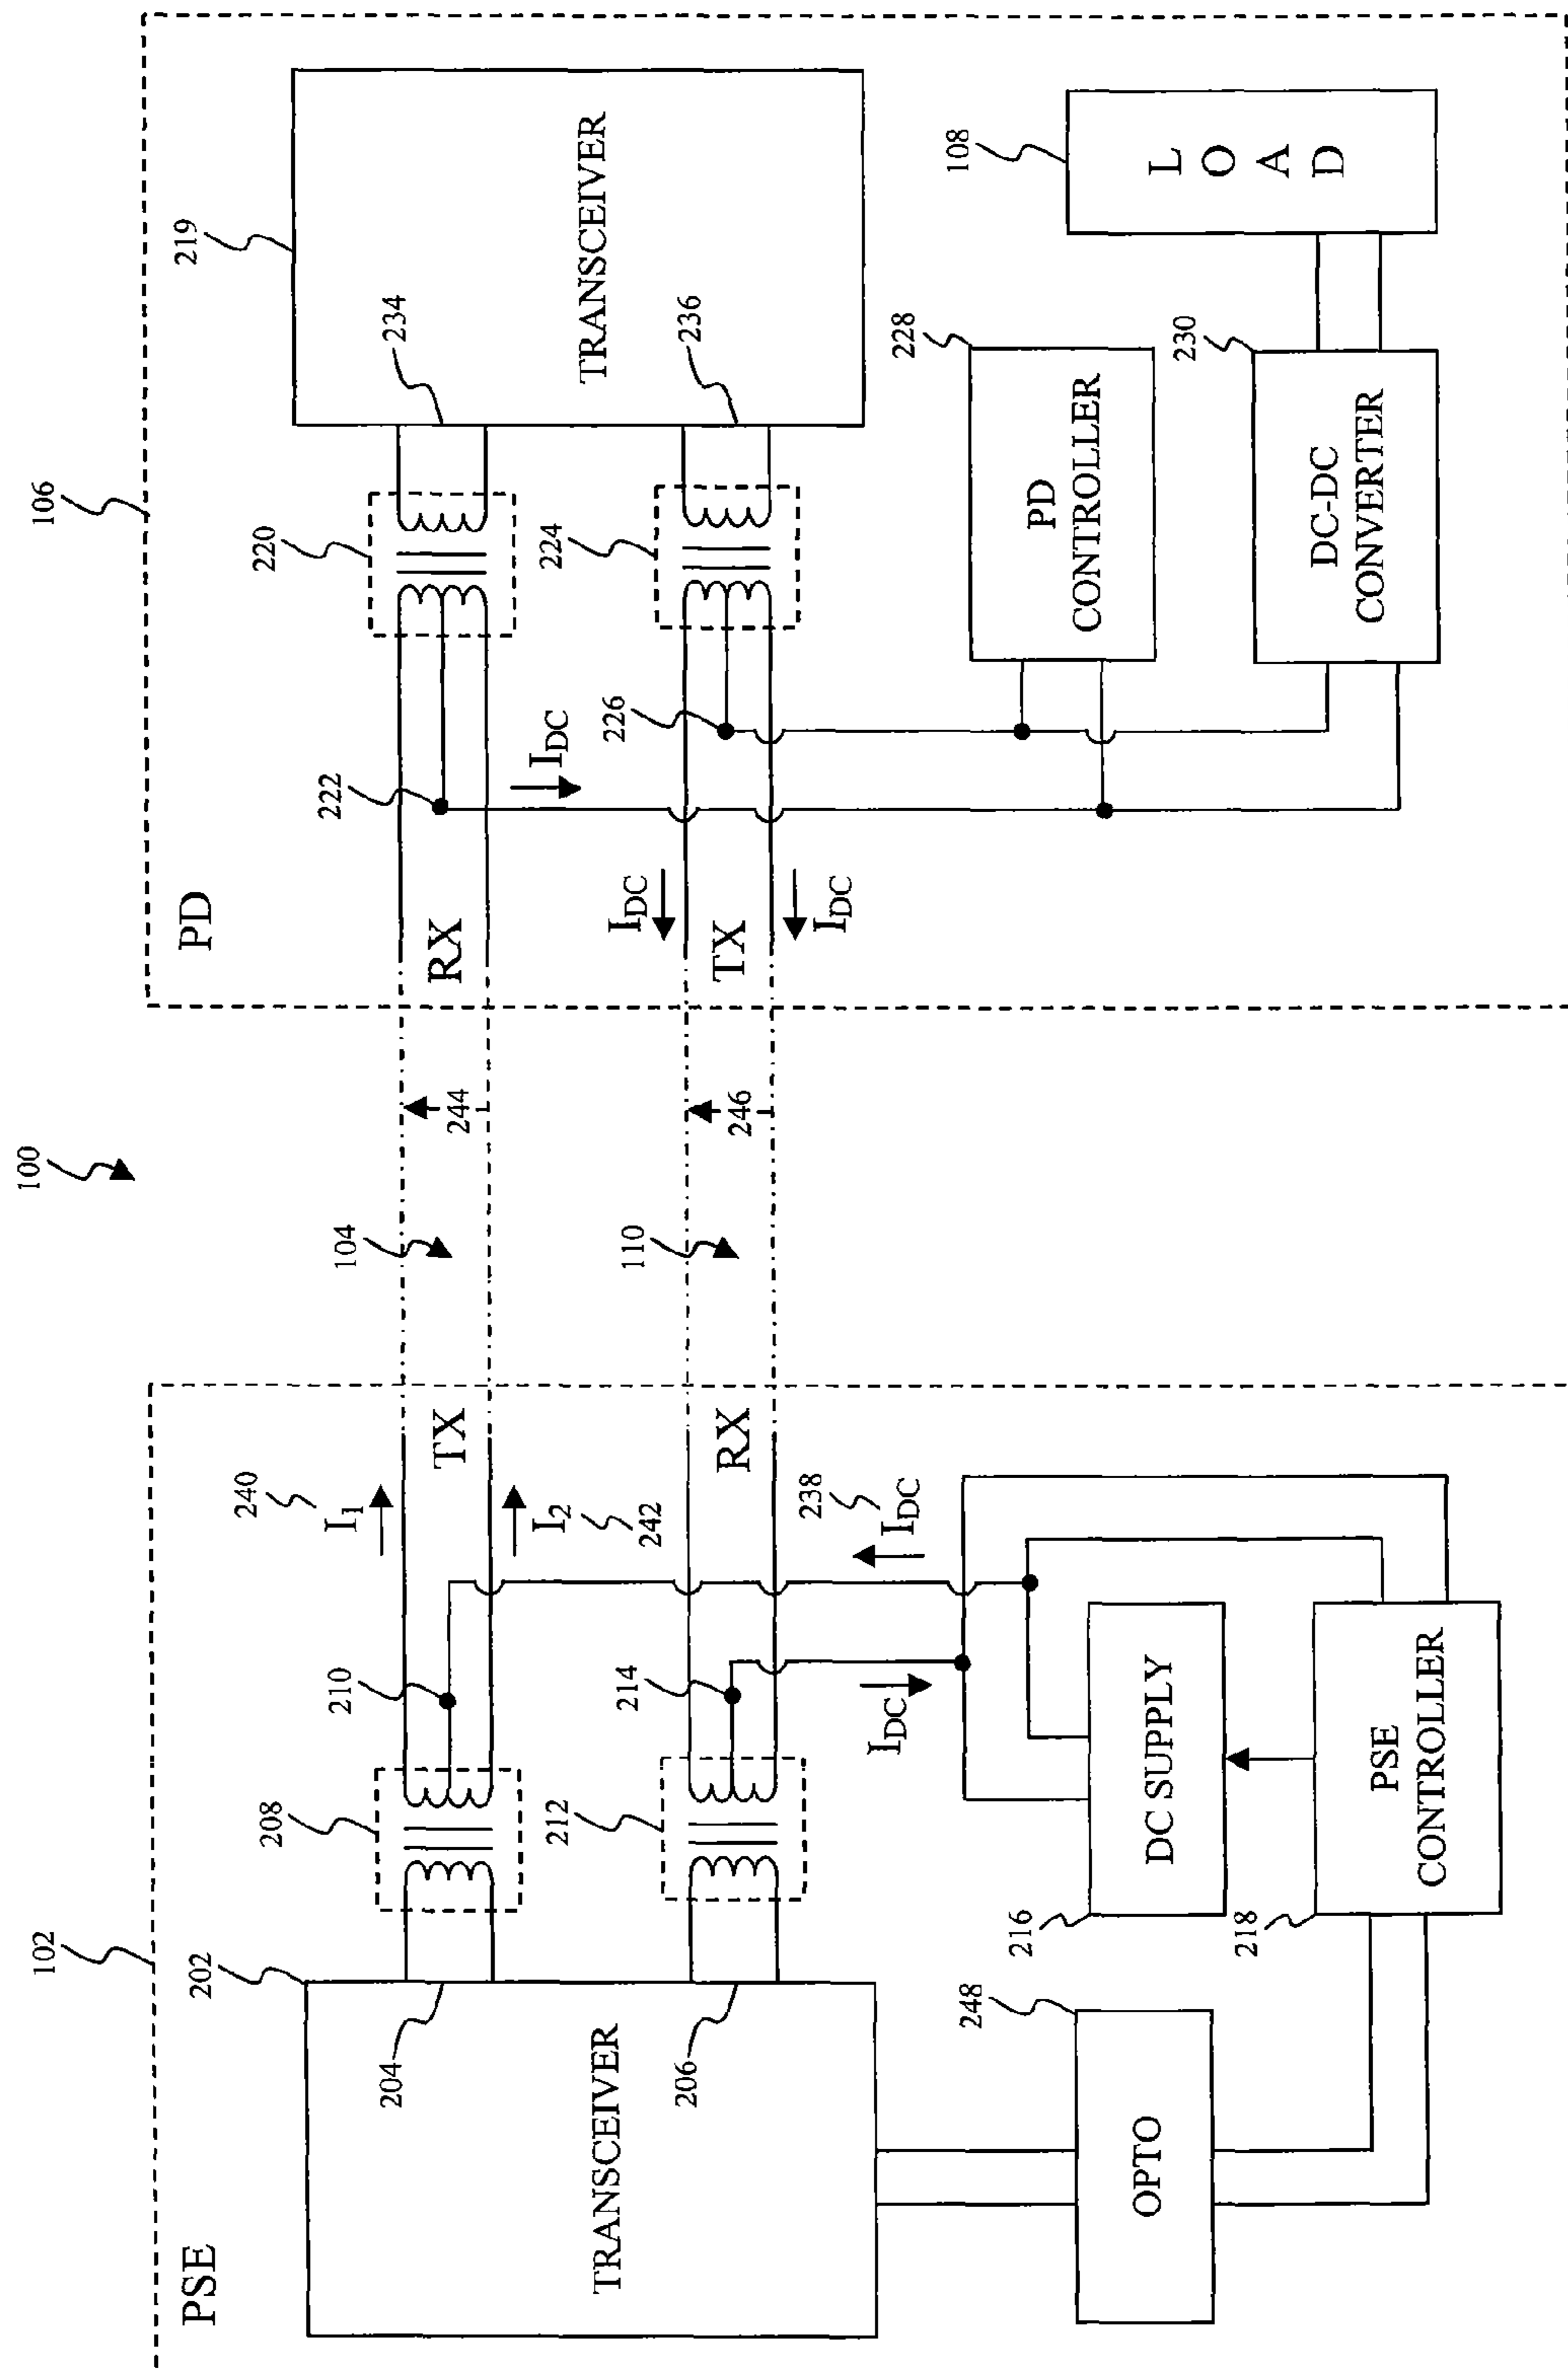 100
102
PSE
202
TRANSCEIVER
204
206
208
210
212
214
240
I1
TX
I2
242
RX
238
IDC
IDC
216
DC SUPPLY
218
PSE
CONTROLLER
248
OPTO
104
110
244
246
106
PD
RX
TX
IDC
IDC
IDC
222
226
220
224
234
236
219
TRANSCEIVER
228
PD
CONTROLLER
230
DC-DC
CONVERTER
108
LOAD